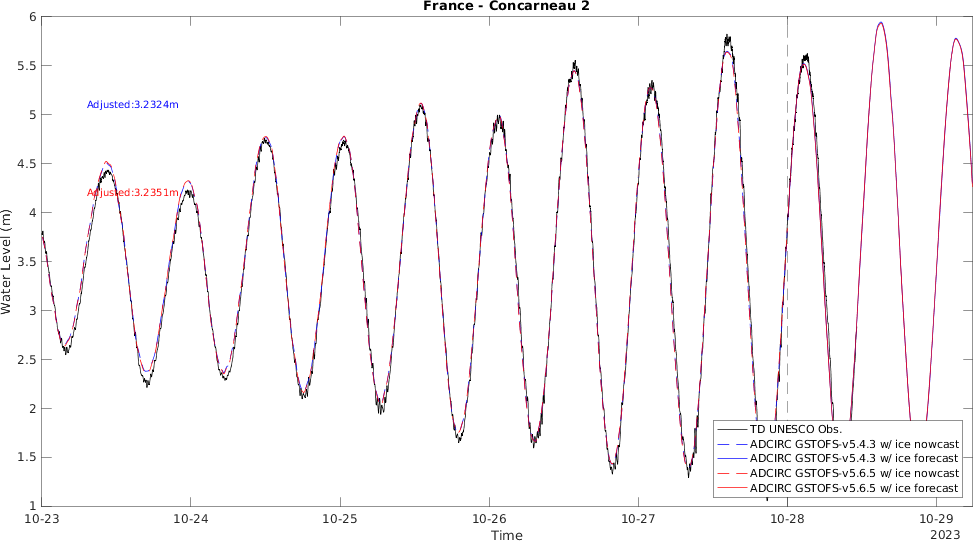 France - Concarneau 2
6
5.5
5
4.5
4
3.5
3
2.5
2
1.5
1
Water Level (m)
Adjusted:3.2324m
Adjusted:3.2351m
TD UNESCO Obs.
ADCIRC GSTOFS-v5.4.3 w/ ice nowcast
ADCIRC GSTOFS-v5.4.3 w/ ice forecast
ADCIRC GSTOFS-v5.6.5 w/ ice nowcast
ADCIRC GSTOFS-v5.6.5 w/ ice forecast
10-23 10-24 10-25 10-26 10-27 10-28 10-29
Time
2023